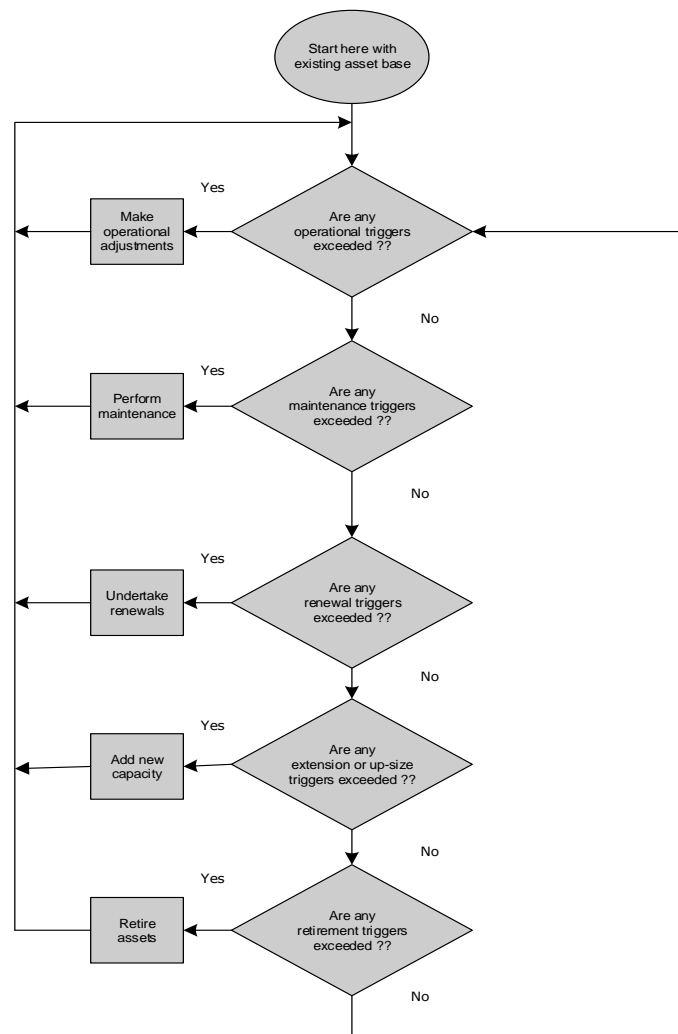 Start here with
existing asset base
Yes
Make
operational
adjustments
Are any
operational triggers
exceeded ??
No
Yes
Perform
maintenance
Are any
maintenance triggers
exceeded ??
No
Yes
Undertake
renewals
Are any
renewal triggers
exceeded ??
No
Yes
Add new
capacity
Are any
extension or up-size
triggers exceeded ??
No
Yes
Retire
assets
Are any
retirement triggers
exceeded ??
No